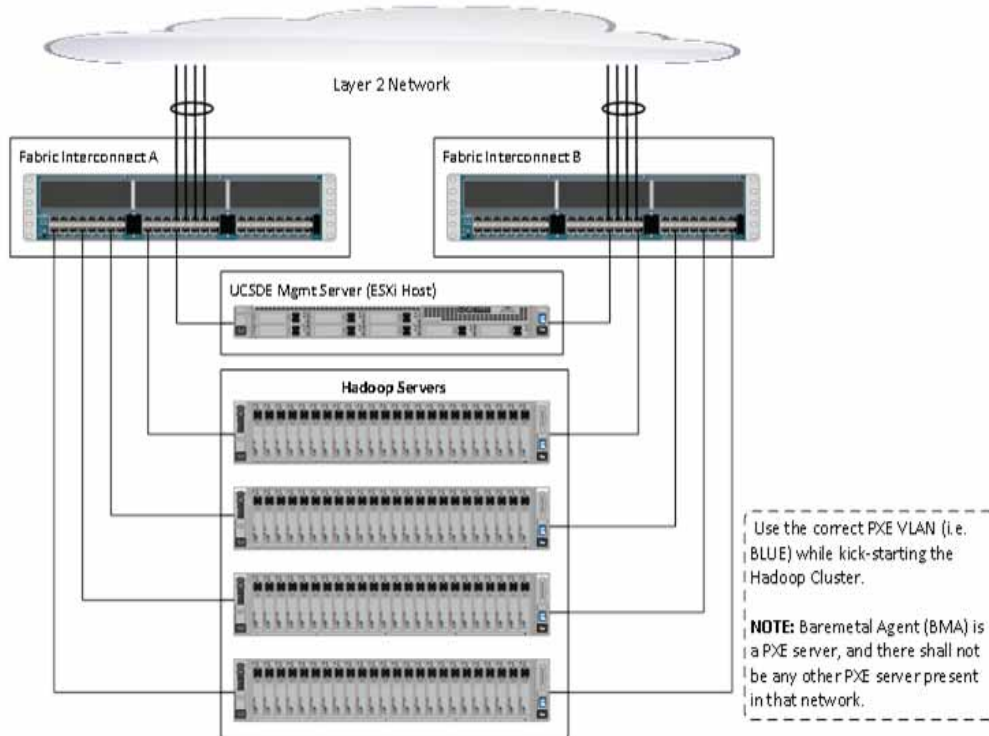 Layer 2 Network
Fabric Interconnect A
Fabric Interconnect B
UCSDE Mgmt Server (ESXi Host)
Hadoop Servers
Use the correct PXE VLAN (i.e.
BLUE) while kick-starting the
Hadoop Cluster.
NOTE: Baremetal Agent (BMA) is
a PXE server, and there shall not
be any other PXE server present
in that network.